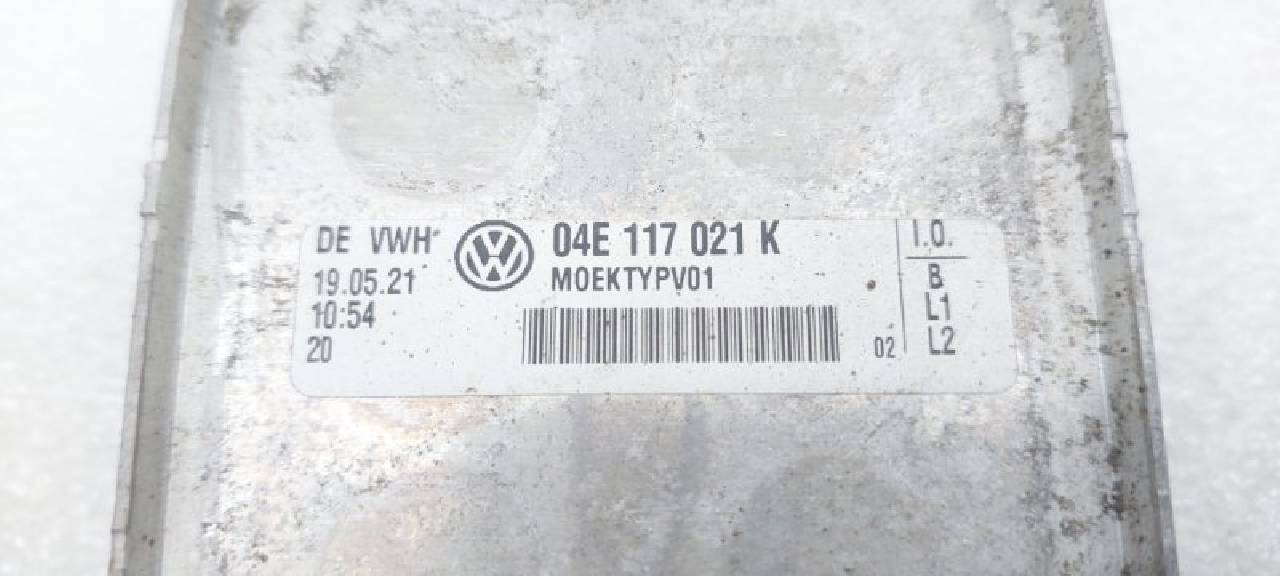 DE VWH
19.05.21
10:54
20
04E 117 021 K
MOEKTYPV01
02
I.O.
B
L1
L2